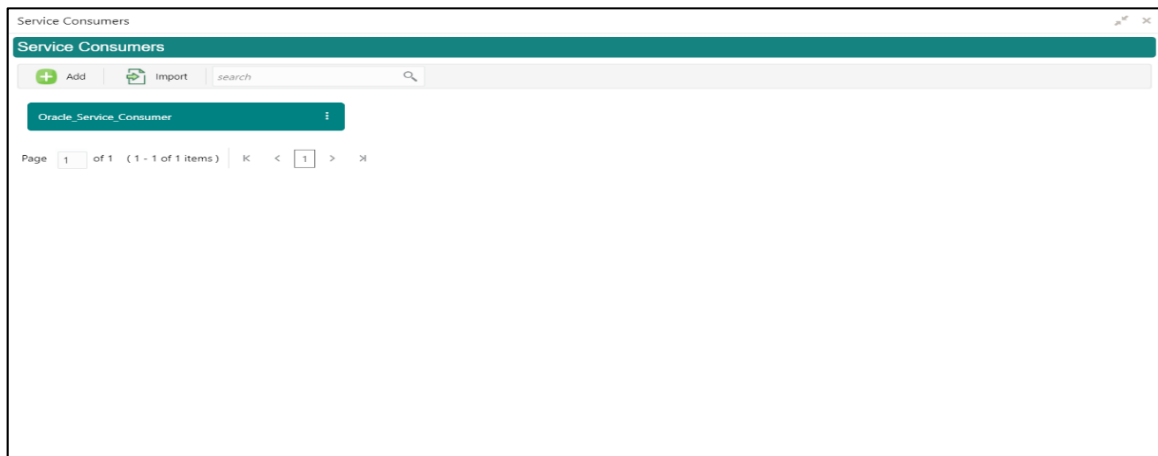 Service Consumers
Service Consumers
Add Import search
Oracle_Service_Consumer
Page 1 of 1 (1 - 1 of 1 items) K < 1 > >|